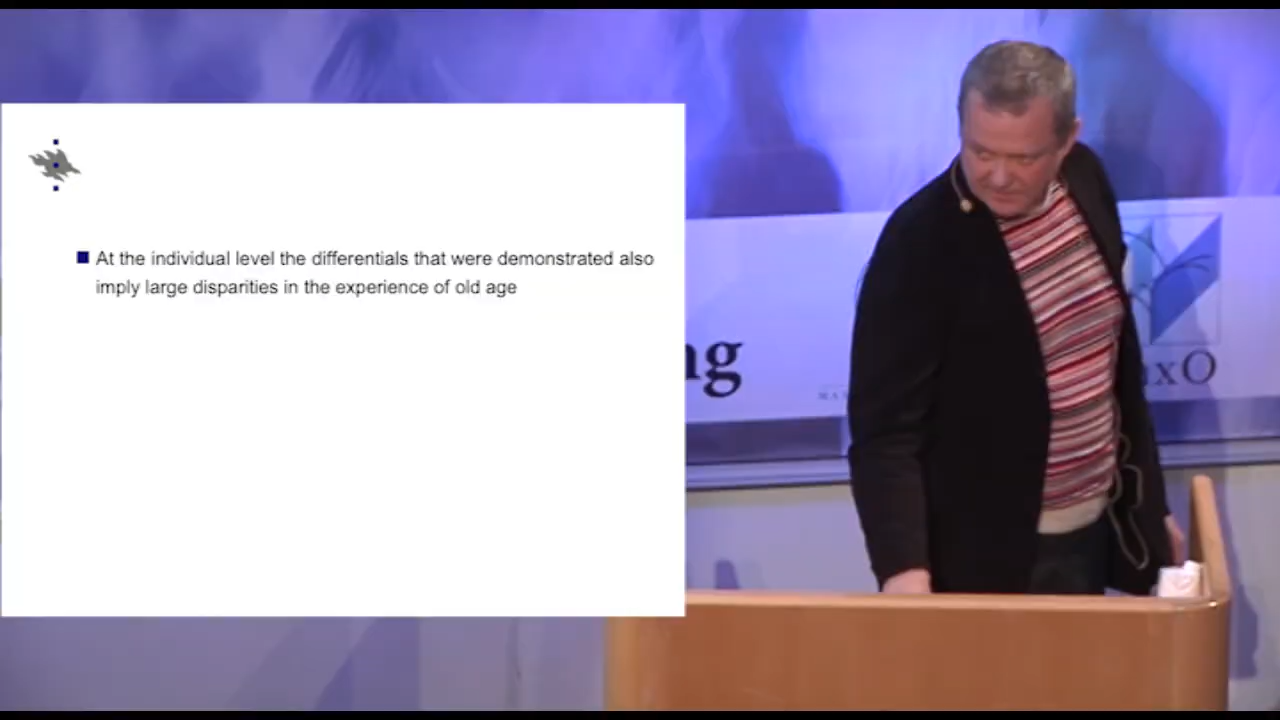 At the individual level the differentials that were demonstrated also
imply large disparities in the experience of old age
ng
xO